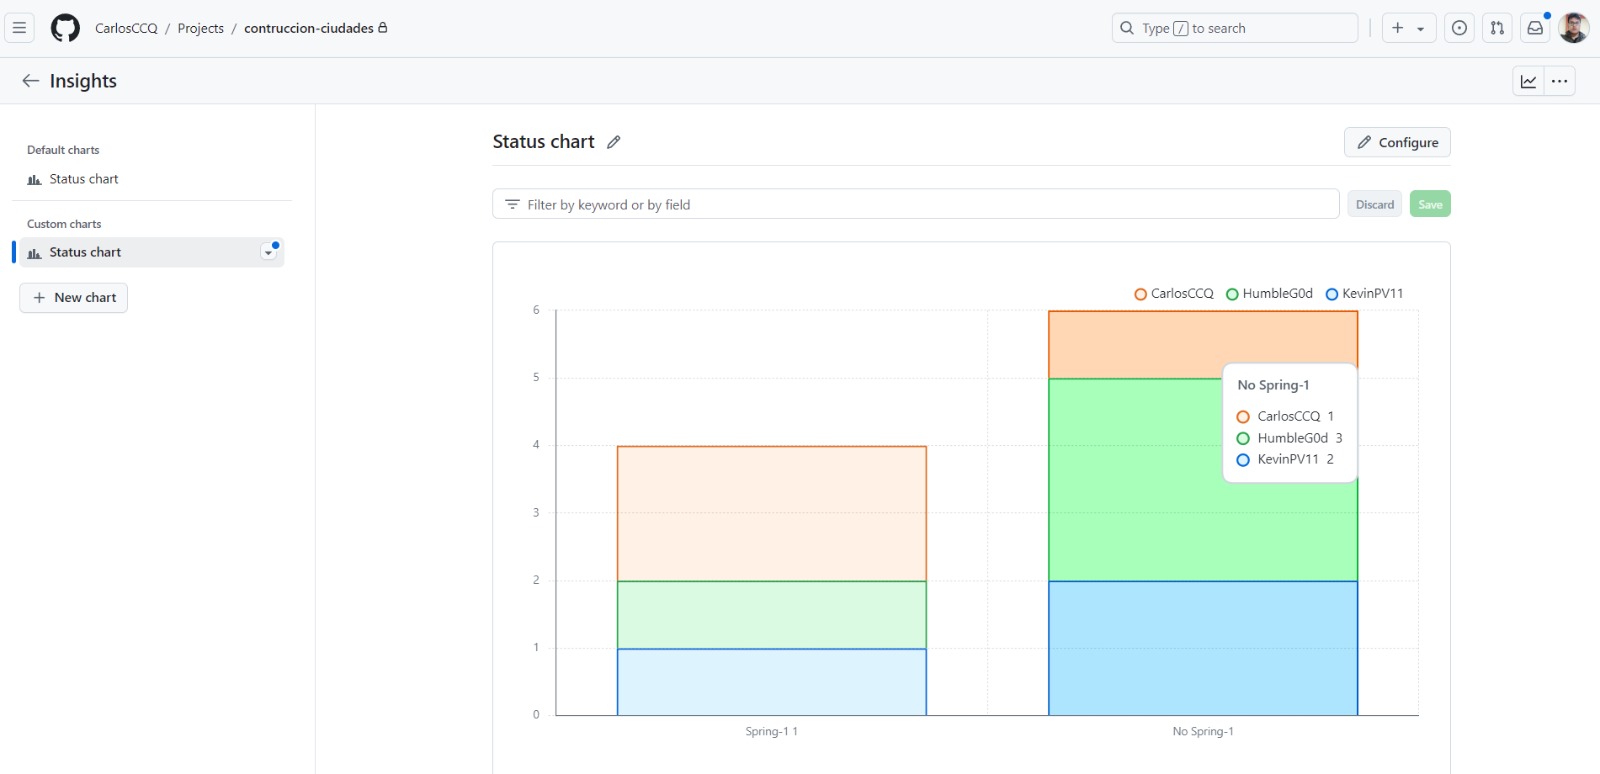 CarlosCCQ / Projects / contruccion-ciudades
Type / to search
Insights
Default charts
Status chart
Custom charts
Status chart
New chart
Status chart
Configure
Filter by keyword or by field
Discard
Save
CarlosCCQ HumbleG0d KevinPV11
6
5
4
3
2
1
0
No Spring-1
CarlosCCQ 1
HumbleG0d 3
KevinPV11 2
Spring-1 1
No Spring-1